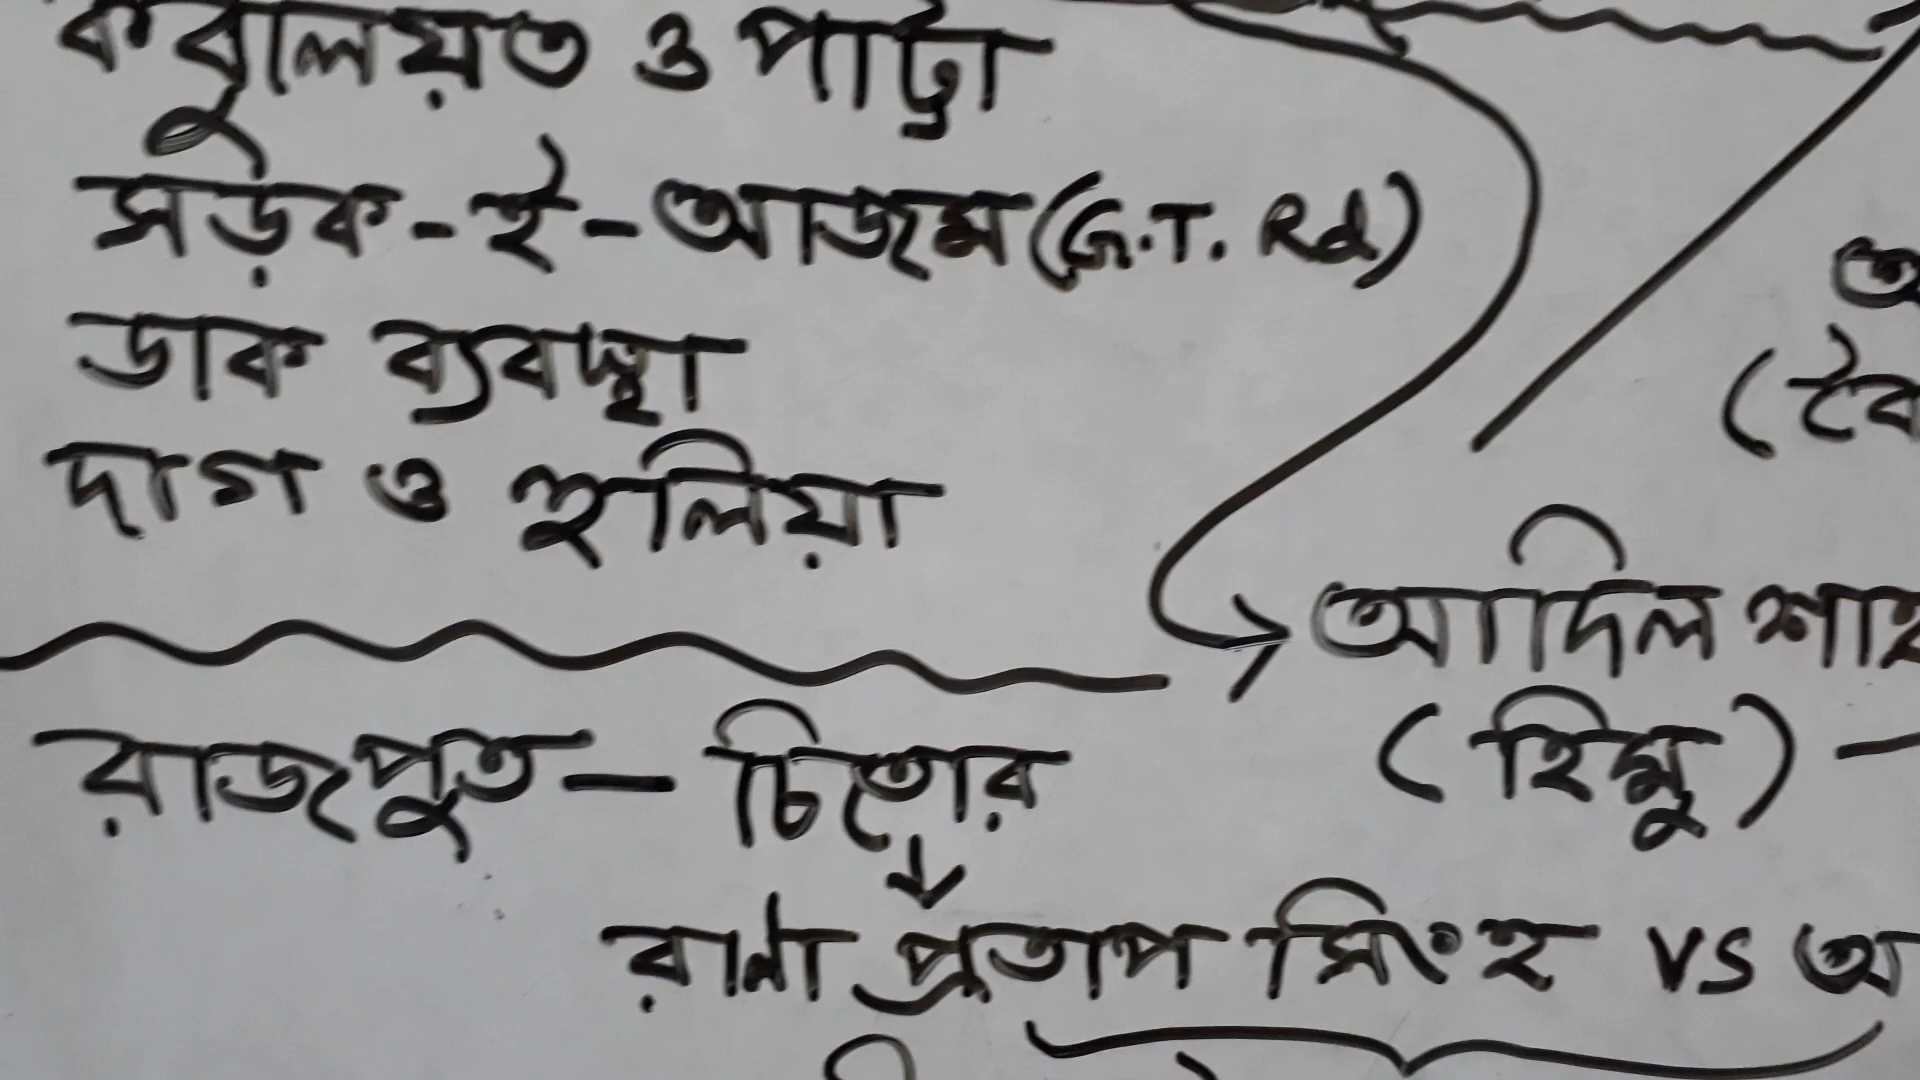 কবুলিয়ত ও পাট্টা
সড়ক-ই-আজম (G.T. Rd.)
ডাক ব্যবস্থা
দাগ ও হুলিয়া
আদিল শাহ
(হিমু) —
রাজপুত — চিতোর
রাণা প্রতাপ সিংহ VS অ